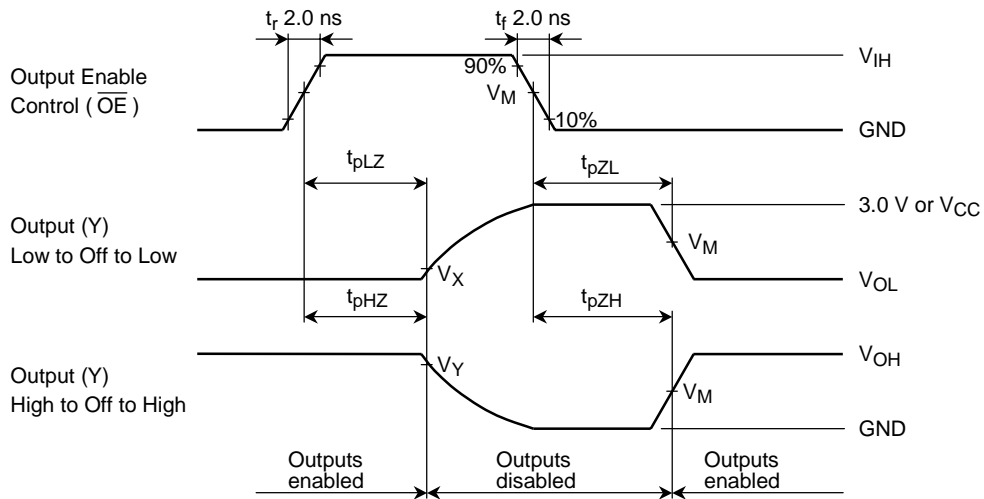 tr 2.0 ns
tf 2.0 ns
Output Enable
Control ( OE )
90%
VM
10%
VIH
GND
tpLZ
tpZL
Output (Y)
Low to Off to Low
VX
VM
3.0 V or VCC
VOL
tpHZ
tpZH
Output (Y)
High to Off to High
VY
VM
VOH
GND
Outputs
enabled
Outputs
disabled
Outputs
enabled